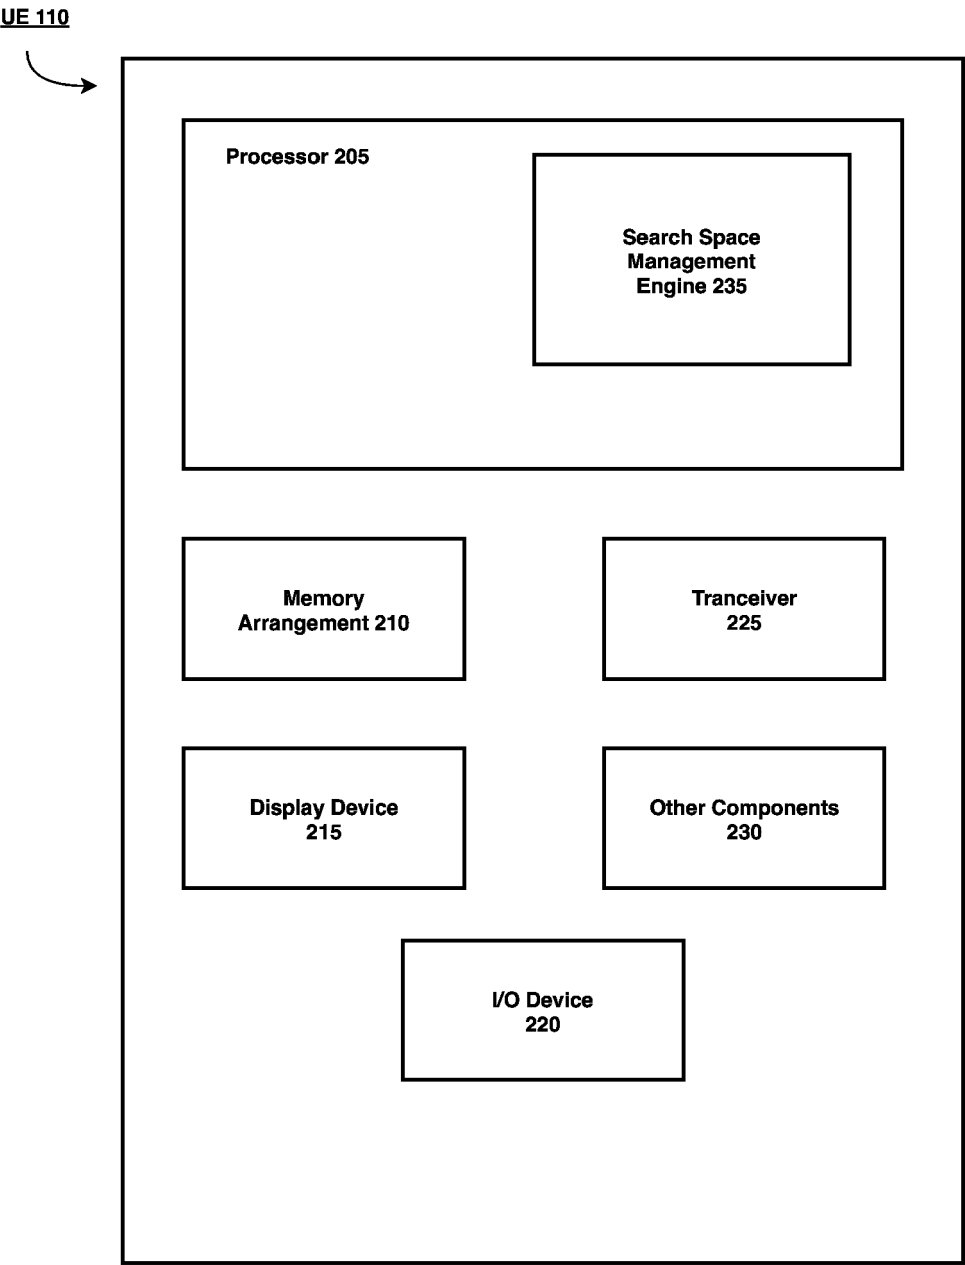 UE 110
Processor 205
Search Space
Management
Engine 235
Memory
Arrangement 210
Tranceiver
225
Display Device
215
Other Components
230
I/O Device
220